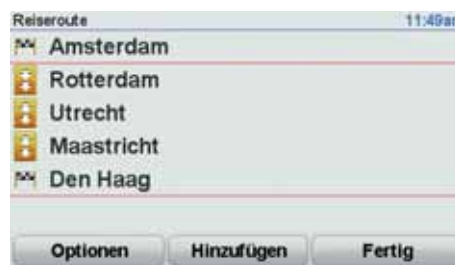 Reiseroute 11:49am
Amsterdam
Rotterdam
Utrecht
Maastricht
Den Haag
Optionen Hinzufügen Fertig